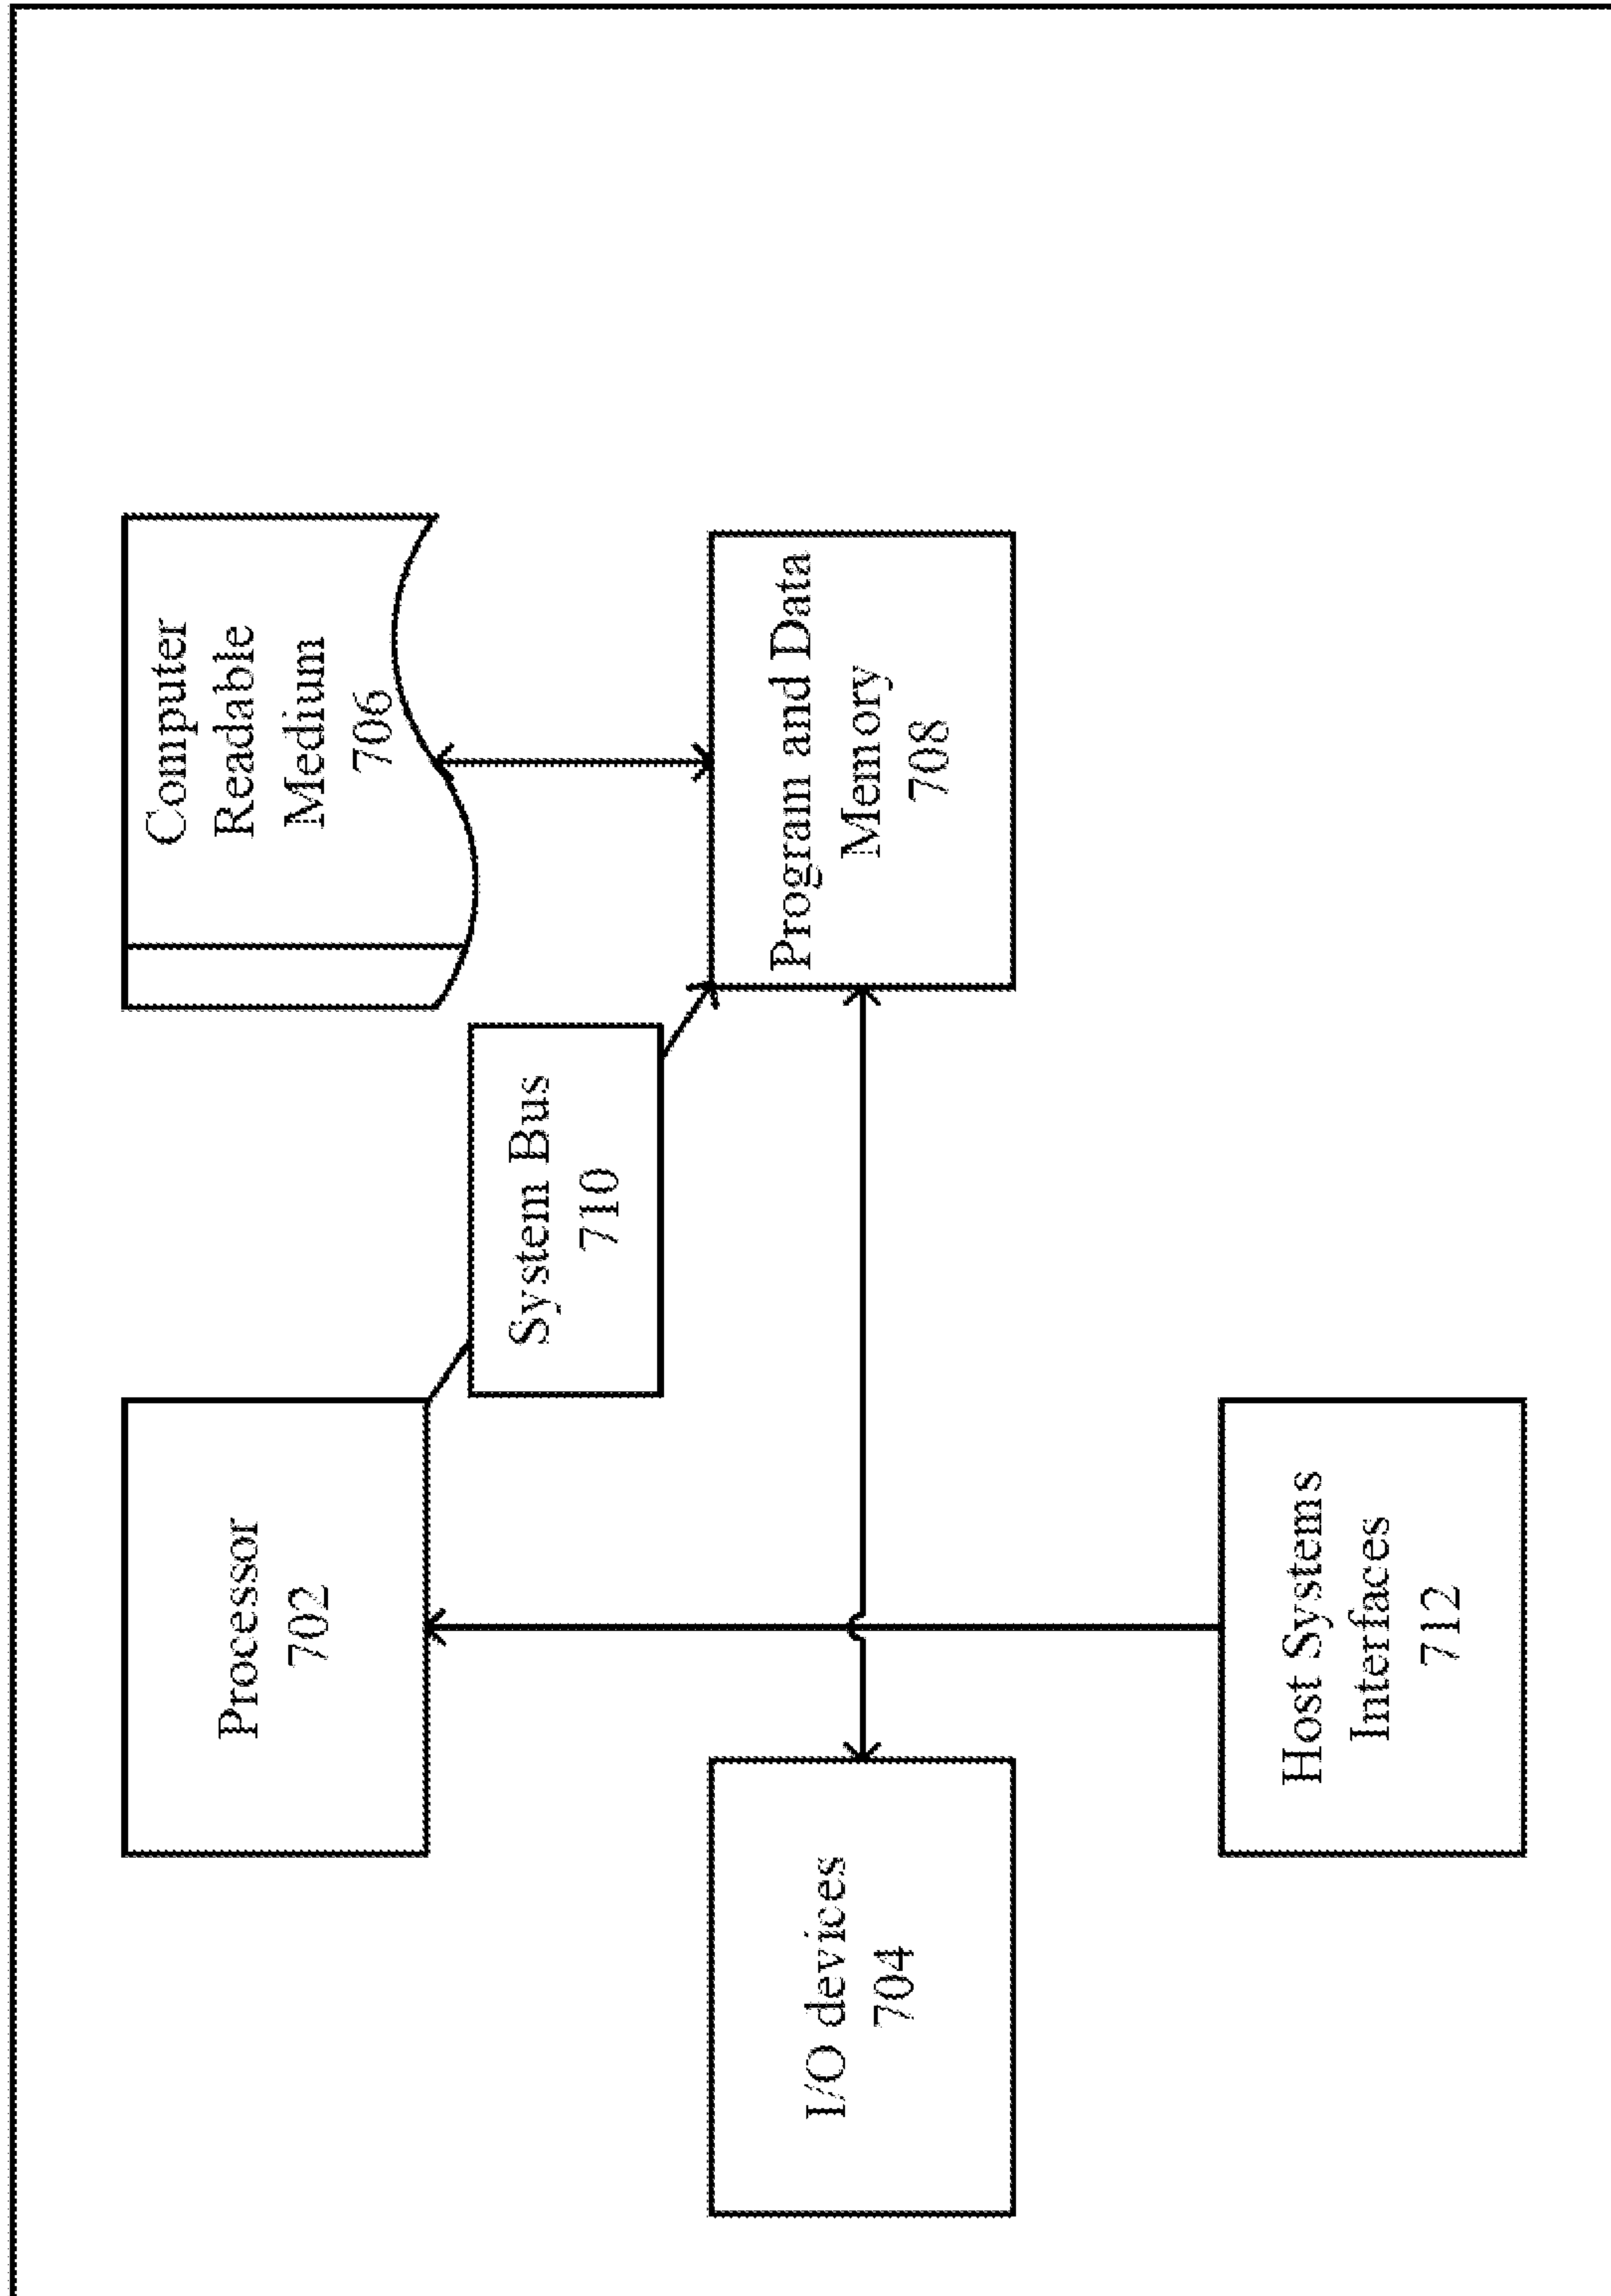 Processor
702
Computer
Readable
Medium
706
System Bus
710
I/O devices
704
Program and Data
Memory
708
Host Systems
Interfaces
712